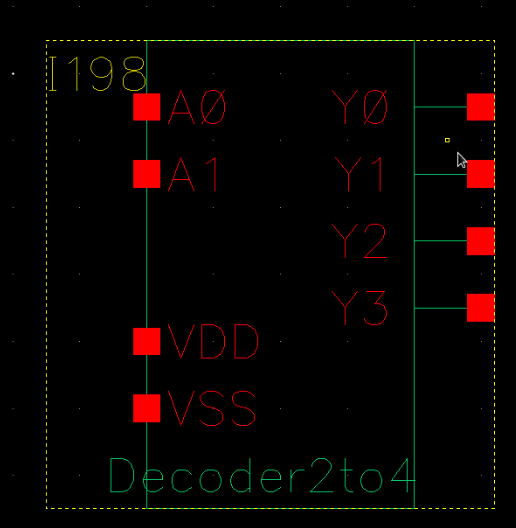 I198
A0 Y0
A1 Y1
Y2
Y3
VDD
VSS
Decoder2to4